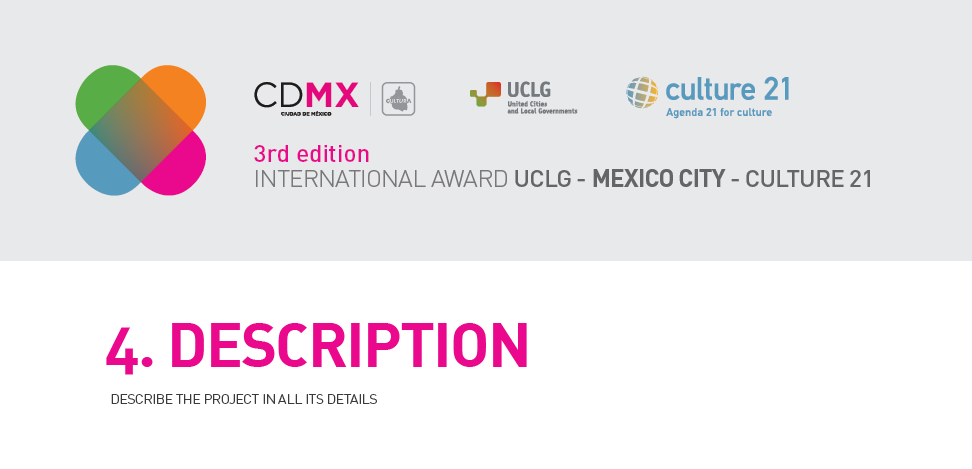 CDMX
CIUDAD DE MÉXICO
CULTURA
UCLG
United Cities
and Local Governments
culture 21
Agenda 21 for culture
3rd edition
INTERNATIONAL AWARD UCLG - MEXICO CITY - CULTURE 21
4. DESCRIPTION
DESCRIBE THE PROJECT IN ALL ITS DETAILS